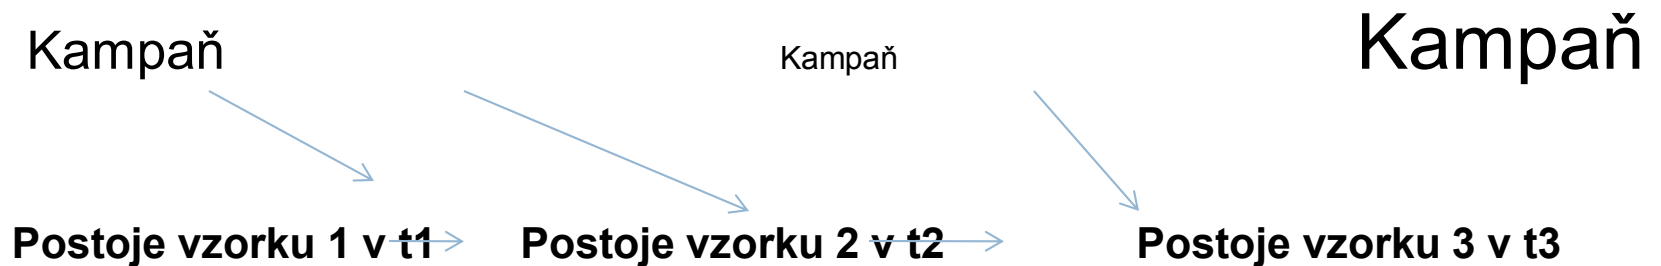 Kampaň Kampaň Kampaň
Postoje vzorku 1 v t1 Postoje vzorku 2 v t2 Postoje vzorku 3 v t3